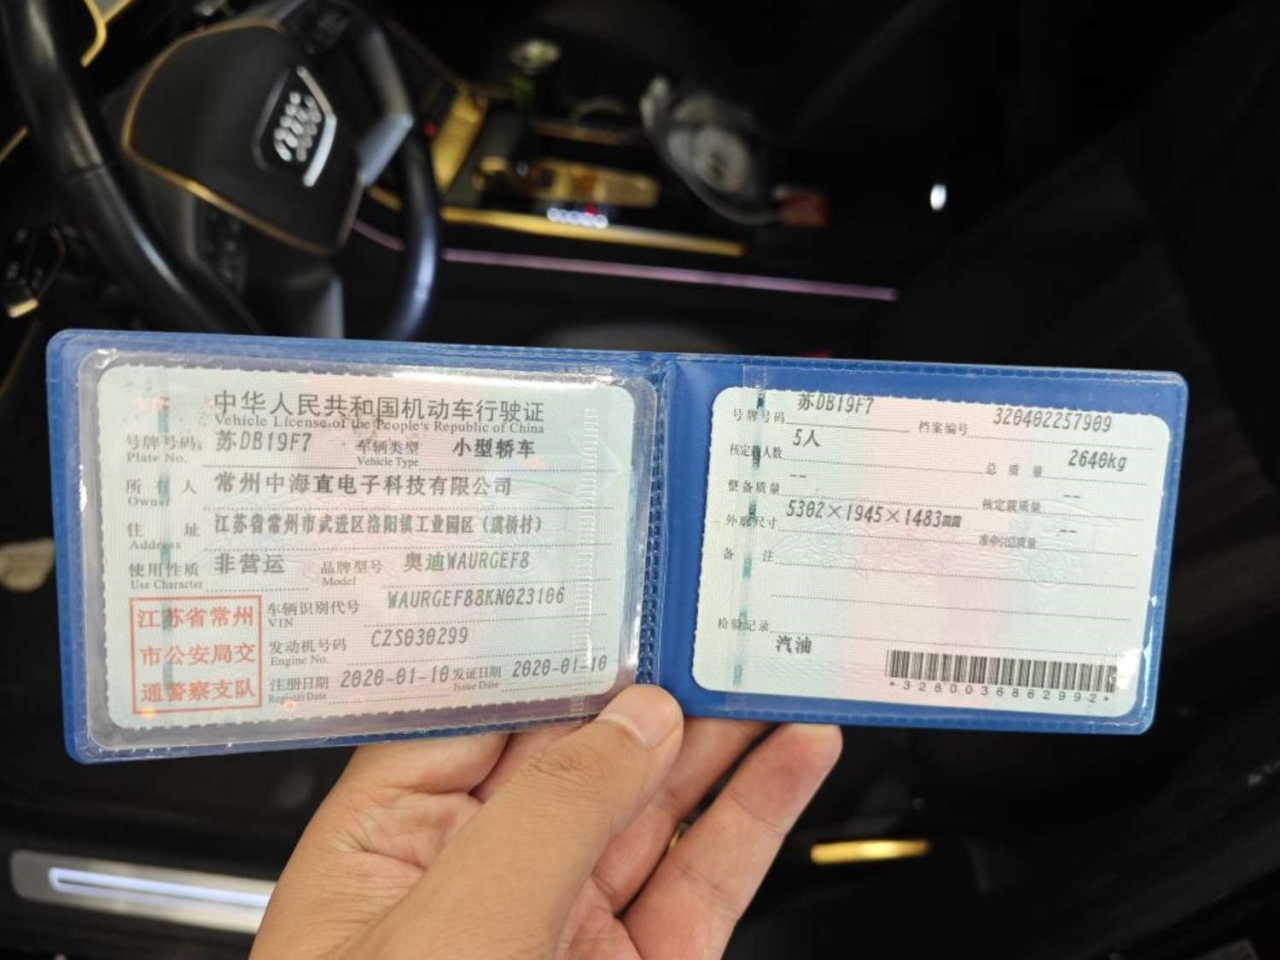 中华人民共和国机动车行驶证
Vehicle License of the People's Republic of China
号牌号码 苏DB19F7 车辆类型 小型轿车
Plate No. Vehicle Type
所有人 常州中海直电子科技有限公司
Owner
住址 江苏省常州市武进区洛阳镇工业园区(虞桥村)
Address
使用性质 非营运 品牌型号 奥迪WAURGEF8
Use Character Model
江苏省常州
市公安局交
通警察支队
车辆识别代号 WAURGEF88KN023106
VIN
发动机号码 CZS030299
Engine No.
注册日期 2020-01-10 发证日期 2020-01-10
Register Date Issue Date
号牌号码 苏DB19F7 档案编号 320402257909
核定载人数 5人 总质量 2640kg
整备质量 -- 核定载质量 --
外廓尺寸 5302×1945×1483㎜ 准牵引总质量 --
备注
检验记录
汽油
*3280036862992*